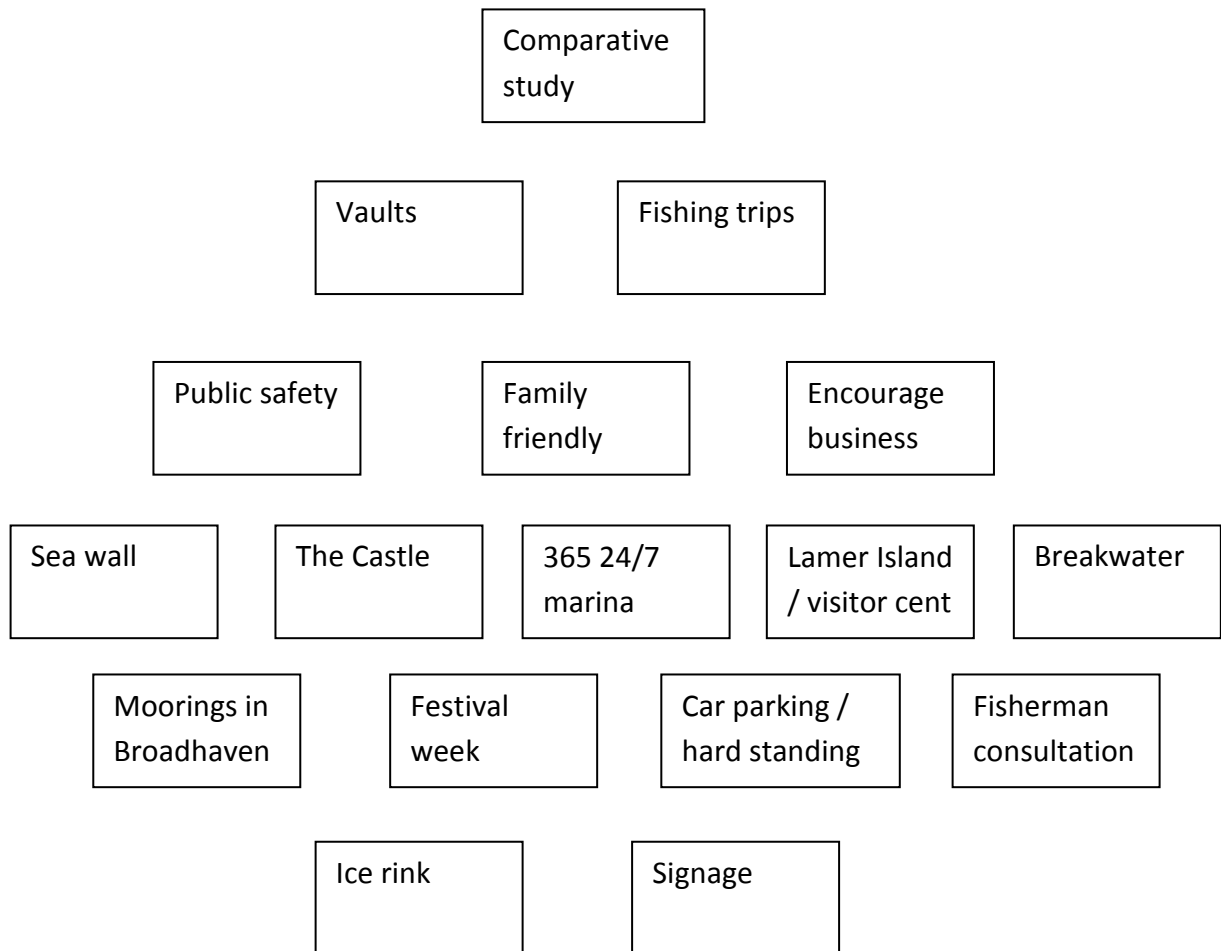 Comparative
study
Vaults
Fishing trips
Public safety
Family
friendly
Encourage
business
Sea wall
The Castle
365 24/7
marina
Lamer Island
/ visitor cent
Breakwater
Moorings in
Broadhaven
Festival
week
Car parking /
hard standing
Fisherman
consultation
Ice rink
Signage